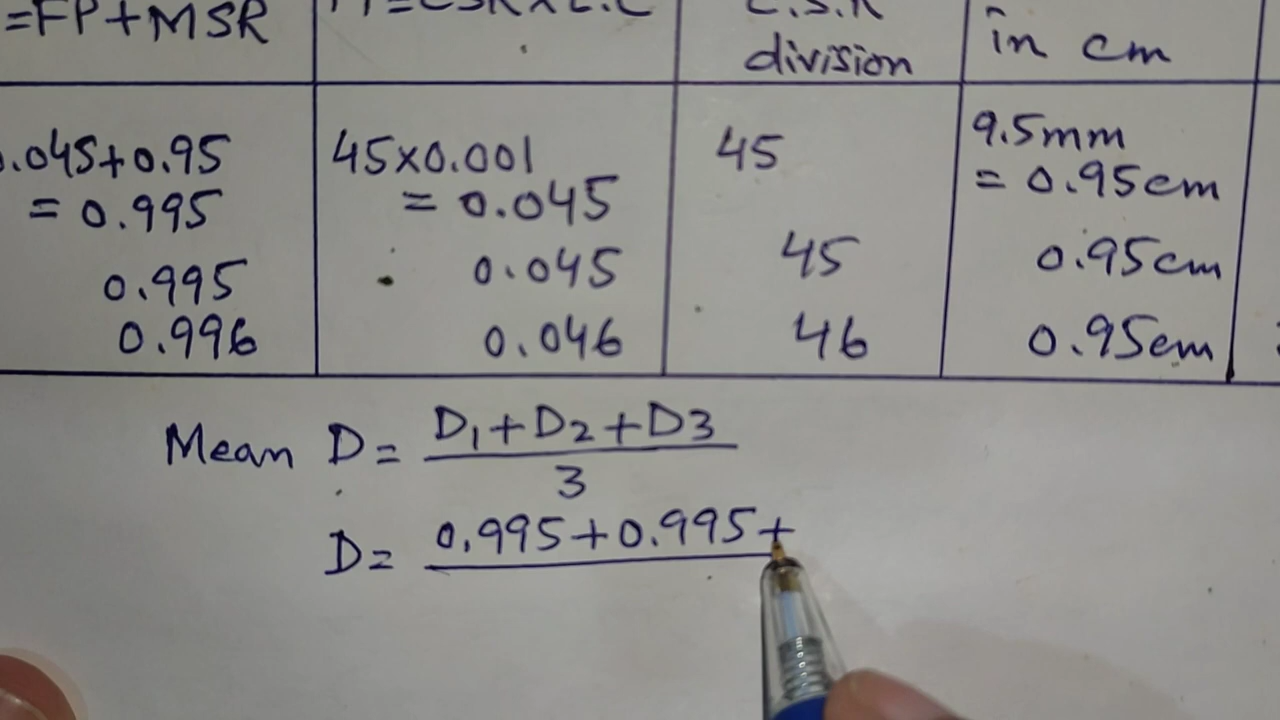 =FP+MSR
division
in cm
.045+0.95
= 0.995
0.995
0.996
45×0.001
= 0.045
0.045
0.046
45
45
46
9.5mm
= 0.95cm
0.95cm
0.95cm
Mean D= D1+D2+D3
3
D= 0.995+0.995+